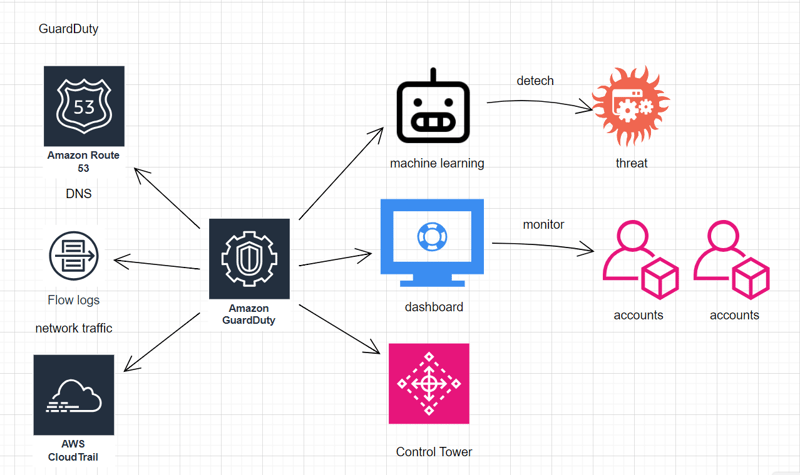 GuardDuty
53
Amazon Route
53
DNS
Flow logs
network traffic
AWS
CloudTrail
Amazon
GuardDuty
machine learning
detech
threat
dashboard
monitor
accounts
accounts
Control Tower